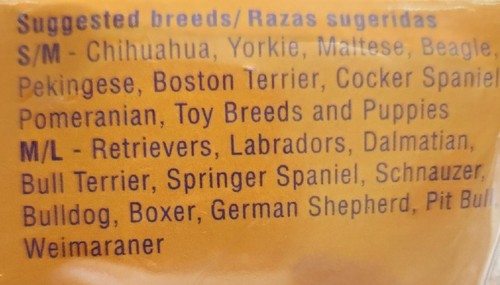 Suggested breeds/ Razas sugeridas
S/M - Chihuahua, Yorkie, Maltese, Beagle,
Pekingese, Boston Terrier, Cocker Spaniel
Pomeranian, Toy Breeds and Puppies
M/L - Retrievers, Labradors, Dalmatian,
Bull Terrier, Springer Spaniel, Schnauzer,
Bulldog, Boxer, German Shepherd, Pit Bull,
Weimaraner